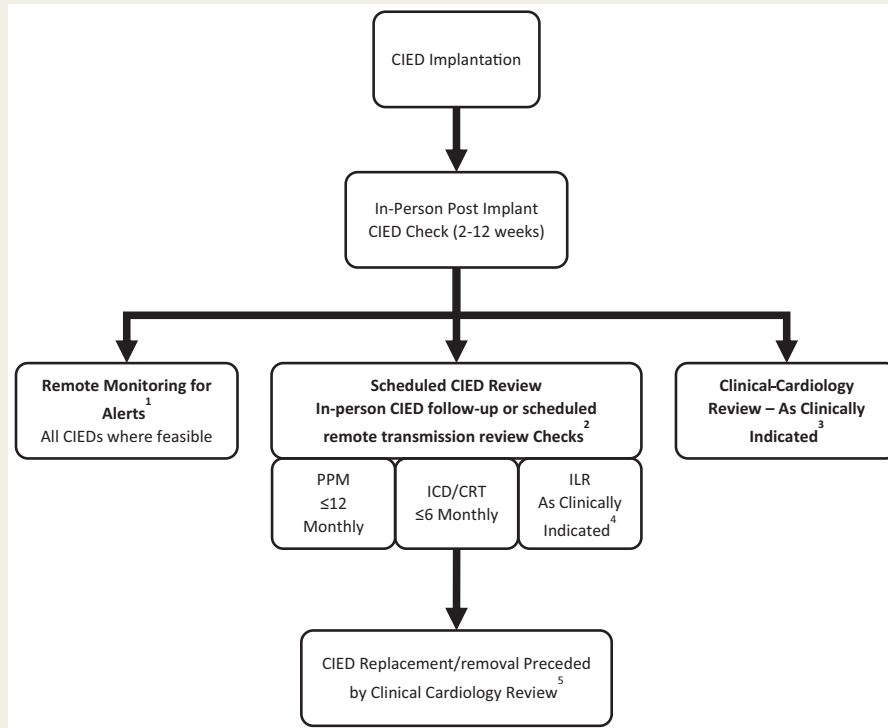 CIED Implantation
In-Person Post Implant
CIED Check (2-12 weeks)
Remote Monitoring for
Alerts1
All CIEDs where feasible
Scheduled CIED Review
In-person CIED follow-up or scheduled
remote transmission review Checks2
Clinical-Cardiology
Review – As Clinically
Indicated3
PPM
≤12
Monthly
ICD/CRT
≤6 Monthly
ILR
As Clinically
Indicated4
CIED Replacement/removal Preceded
by Clinical Cardiology Review5